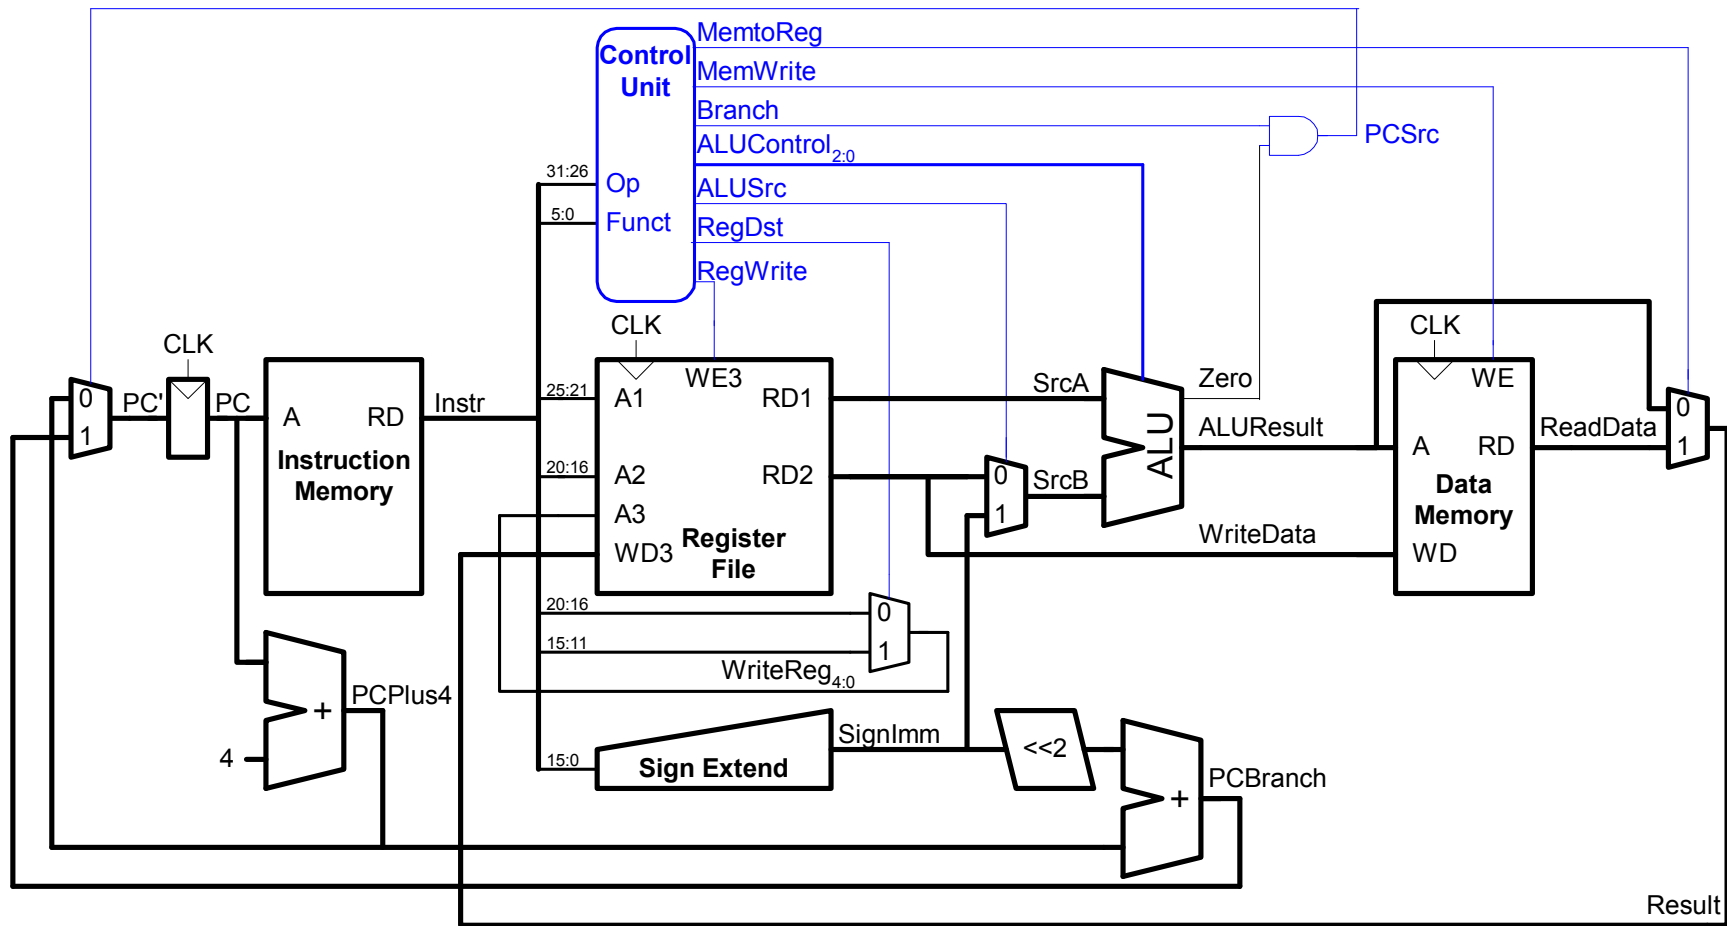 MemtoReg
Control
Unit
MemWrite
Branch
PCSrc
ALUControl2:0
31:26
Op
ALUSrc
5:0
Funct
RegDst
RegWrite
CLK
CLK
CLK
WE3
Zero
WE
0
1
PC'
PC
A
RD
Instr
Instruction
Memory
25:21
A1
RD1
SrcA
20:16
A2
RD2
0
1
SrcB
ALU
ALUResult
A
RD
ReadData
0
1
Data
Memory
A3
WD3
Register
File
WriteData
WD
20:16
0
15:11
1
WriteReg4:0
PCPlus4
+
4
SignImm
15:0
Sign Extend
<<2
PCBranch
+
Result